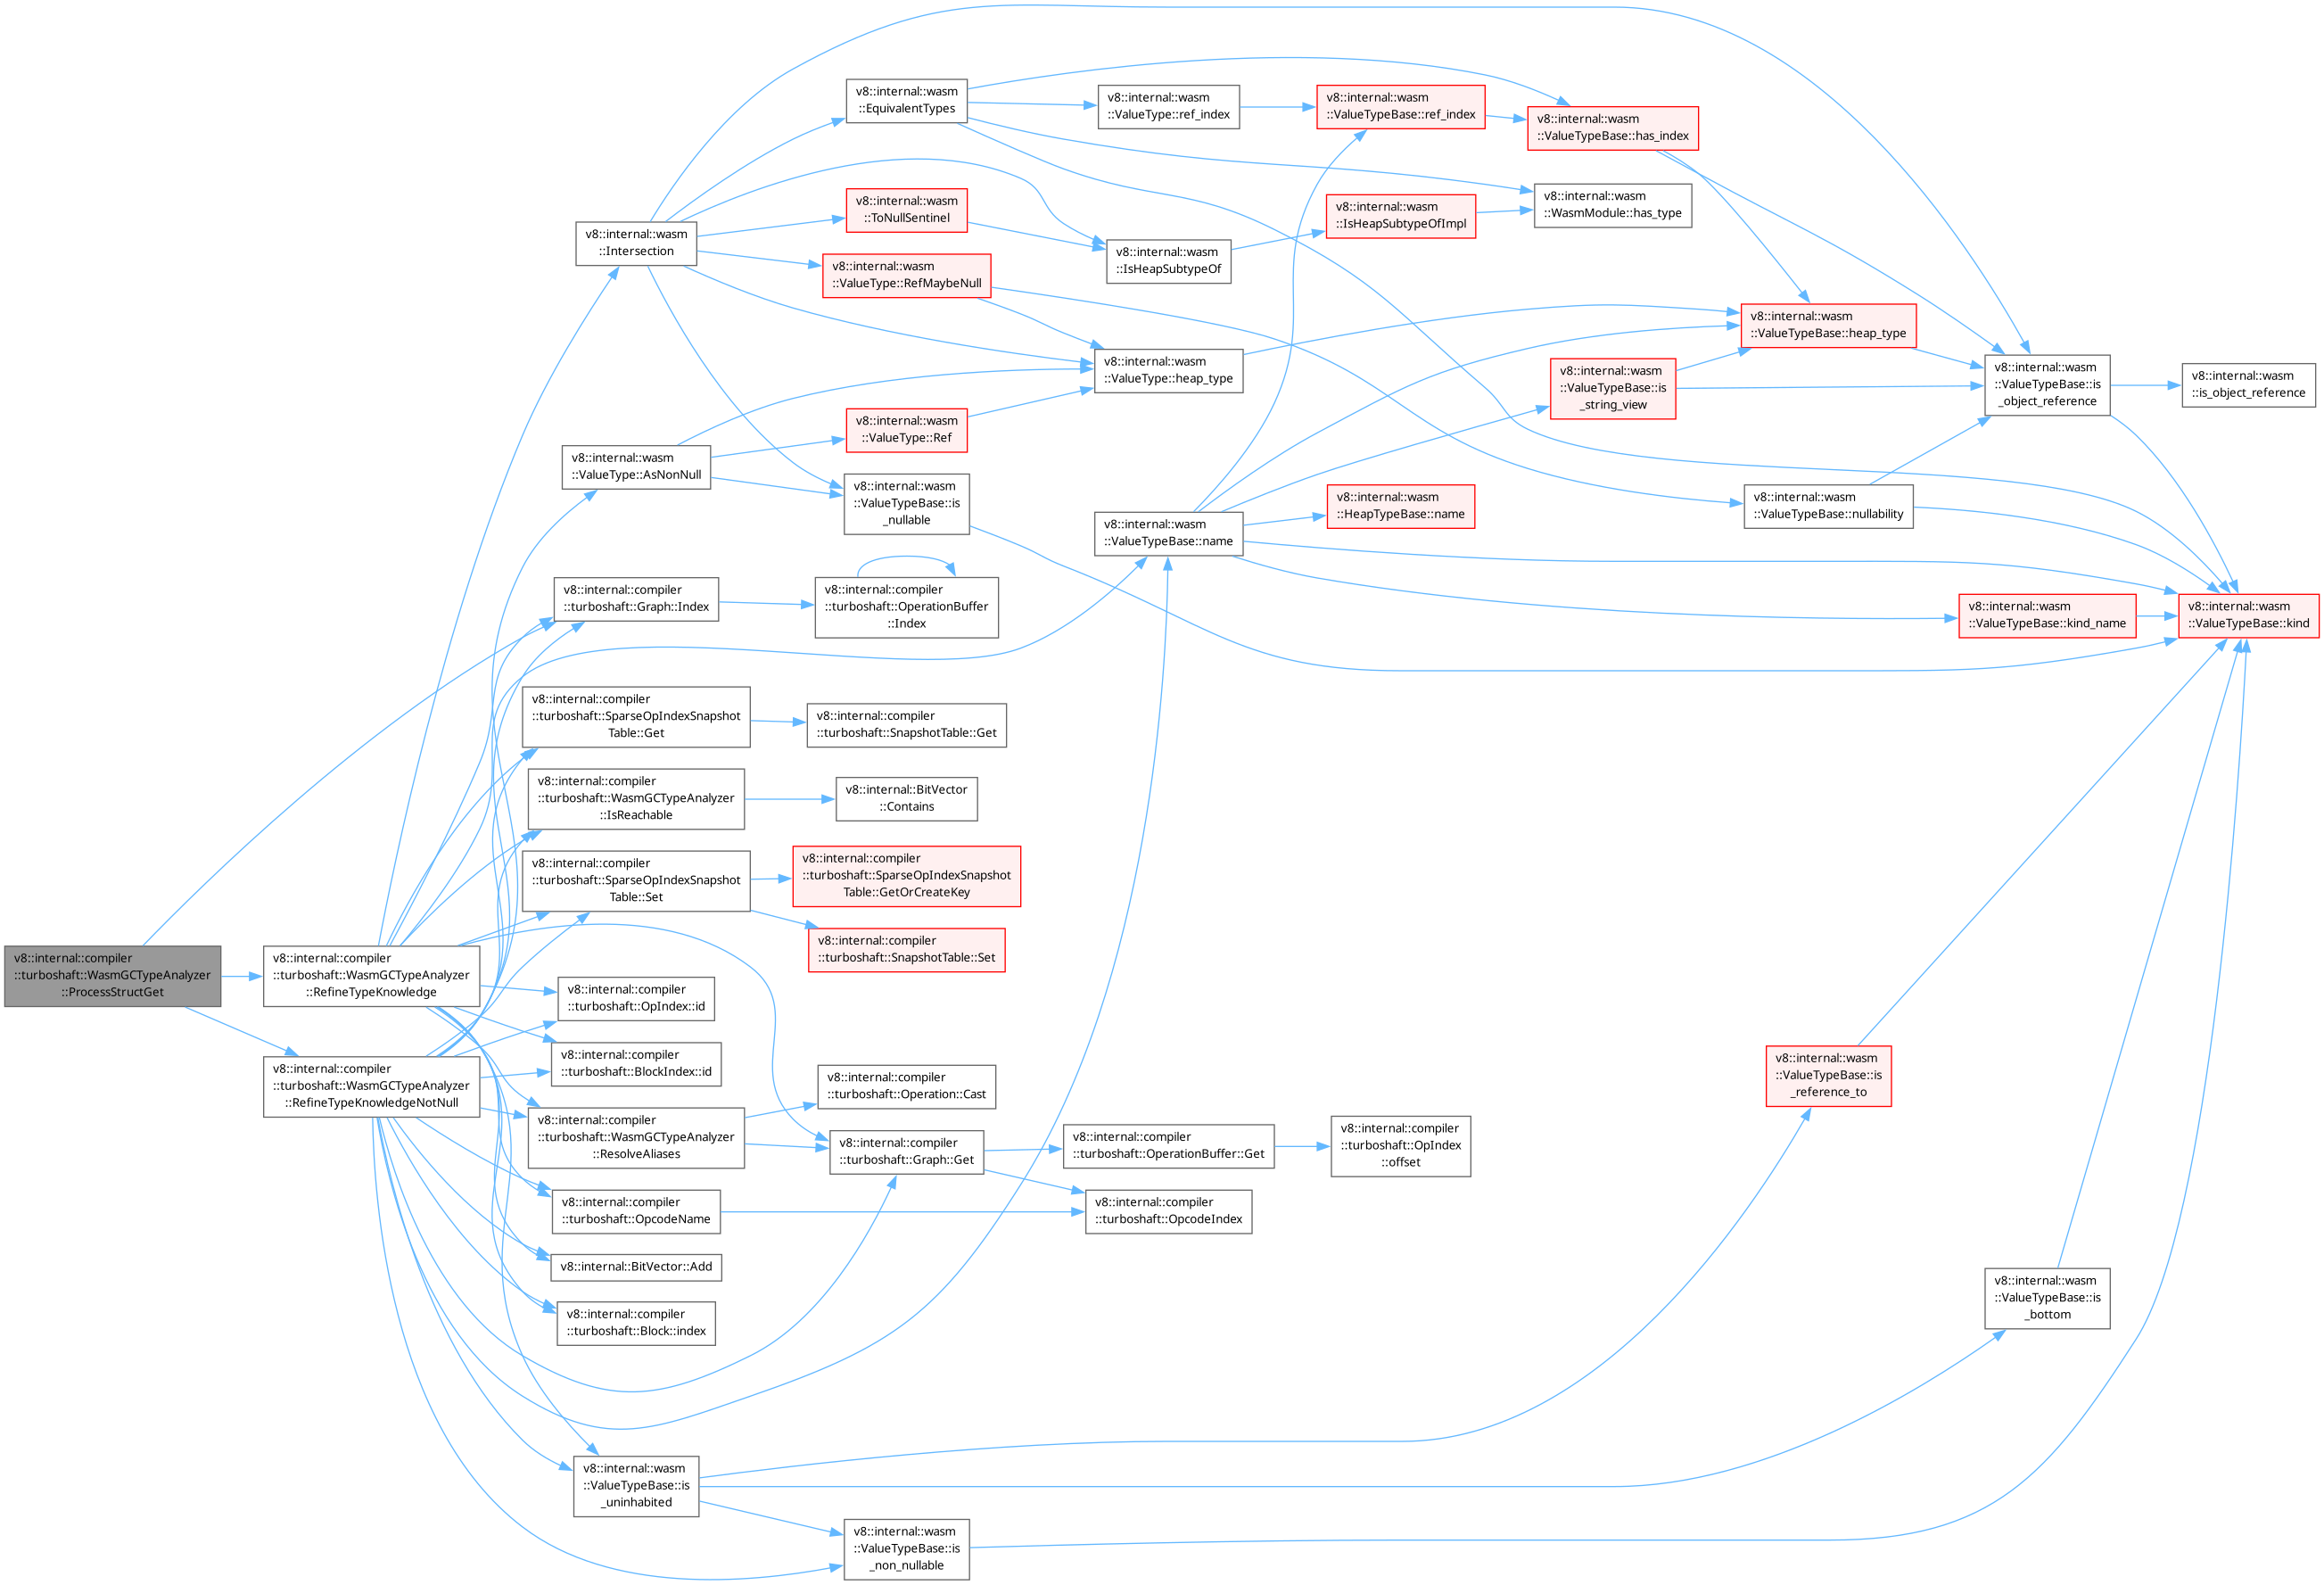 v8::internal::compiler
::turboshaft::WasmGCTypeAnalyzer
::ProcessStructGet
v8::internal::compiler
::turboshaft::WasmGCTypeAnalyzer
::RefineTypeKnowledge
v8::internal::compiler
::turboshaft::WasmGCTypeAnalyzer
::RefineTypeKnowledgeNotNull
v8::internal::wasm
::Intersection
v8::internal::wasm
::ValueType::AsNonNull
v8::internal::compiler
::turboshaft::Graph::Index
v8::internal::compiler
::turboshaft::SparseOpIndexSnapshot
Table::Get
v8::internal::compiler
::turboshaft::WasmGCTypeAnalyzer
::IsReachable
v8::internal::compiler
::turboshaft::SparseOpIndexSnapshot
Table::Set
v8::internal::compiler
::turboshaft::OpIndex::id
v8::internal::compiler
::turboshaft::BlockIndex::id
v8::internal::compiler
::turboshaft::WasmGCTypeAnalyzer
::ResolveAliases
v8::internal::compiler
::turboshaft::OpcodeName
v8::internal::BitVector::Add
v8::internal::compiler
::turboshaft::Block::index
v8::internal::wasm
::ValueTypeBase::is
_uninhabited
v8::internal::wasm
::EquivalentTypes
v8::internal::wasm
::ToNullSentinel
v8::internal::wasm
::ValueType::RefMaybeNull
v8::internal::wasm
::ValueType::Ref
v8::internal::wasm
::ValueTypeBase::is
_nullable
v8::internal::compiler
::turboshaft::OperationBuffer
::Index
v8::internal::compiler
::turboshaft::SnapshotTable::Get
v8::internal::BitVector
::Contains
v8::internal::compiler
::turboshaft::SparseOpIndexSnapshot
Table::GetOrCreateKey
v8::internal::compiler
::turboshaft::SnapshotTable::Set
v8::internal::compiler
::turboshaft::Operation::Cast
v8::internal::compiler
::turboshaft::Graph::Get
v8::internal::wasm
::ValueTypeBase::is
_non_nullable
v8::internal::wasm
::ValueType::ref_index
v8::internal::wasm
::IsHeapSubtypeOf
v8::internal::wasm
::ValueType::heap_type
v8::internal::wasm
::ValueTypeBase::name
v8::internal::compiler
::turboshaft::OperationBuffer::Get
v8::internal::compiler
::turboshaft::OpcodeIndex
v8::internal::wasm
::ValueTypeBase::ref_index
v8::internal::wasm
::IsHeapSubtypeOfImpl
v8::internal::wasm
::HeapTypeBase::name
v8::internal::compiler
::turboshaft::OpIndex
::offset
v8::internal::wasm
::ValueTypeBase::has_index
v8::internal::wasm
::WasmModule::has_type
v8::internal::wasm
::ValueTypeBase::is
_string_view
v8::internal::wasm
::ValueTypeBase::heap_type
v8::internal::wasm
::ValueTypeBase::nullability
v8::internal::wasm
::ValueTypeBase::is
_reference_to
v8::internal::wasm
::ValueTypeBase::is
_object_reference
v8::internal::wasm
::ValueTypeBase::kind_name
v8::internal::wasm
::ValueTypeBase::is
_bottom
v8::internal::wasm
::is_object_reference
v8::internal::wasm
::ValueTypeBase::kind